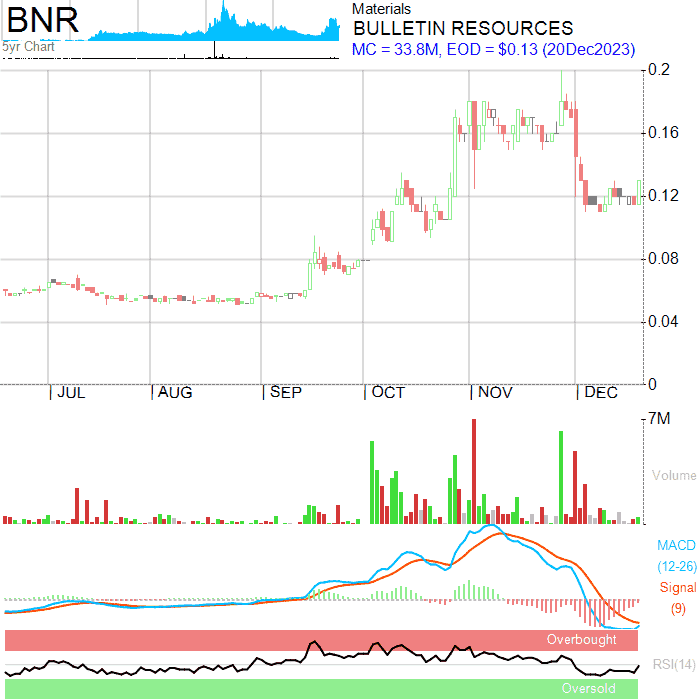 BNR
5yr Chart
Materials
BULLETIN RESOURCES
MC = 33.8M, EOD = $0.13 (20Dec2023)
0.2
0.16
0.12
0.08
0.04
0
JUL AUG SEP OCT NOV DEC
7M
Volume
MACD
(12-26)
Signal
(9)
Overbought
RSI(14)
Oversold